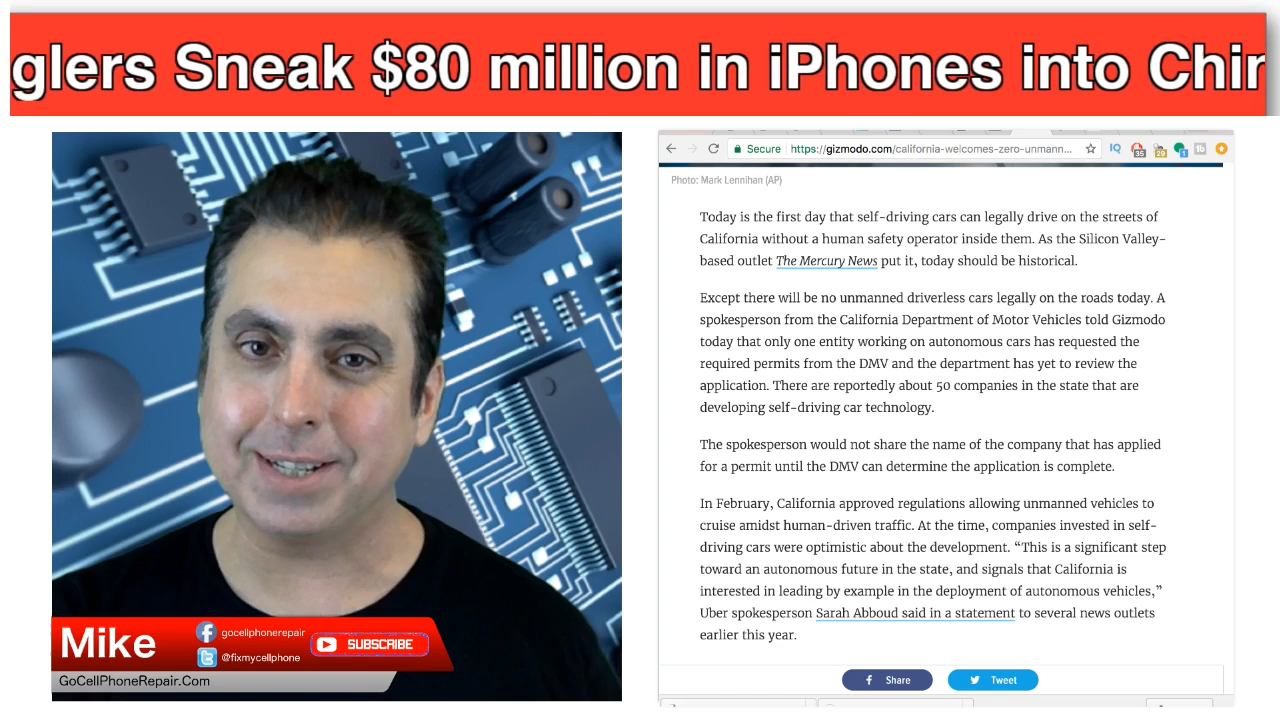 glers Sneak $80 million in iPhones into Chin
Secure https://gizmodo.com/california-welcomes-zero-unmann...
IQ
35
29
1
Photo: Mark Lennihan (AP)
Today is the first day that self-driving cars can legally drive on the streets of
California without a human safety operator inside them. As the Silicon Valley-
based outlet The Mercury News put it, today should be historical.
Except there will be no unmanned driverless cars legally on the roads today. A
spokesperson from the California Department of Motor Vehicles told Gizmodo
today that only one entity working on autonomous cars has requested the
required permits from the DMV and the department has yet to review the
application. There are reportedly about 50 companies in the state that are
developing self-driving car technology.
The spokesperson would not share the name of the company that has applied
for a permit until the DMV can determine the application is complete.
In February, California approved regulations allowing unmanned vehicles to
cruise amidst human-driven traffic. At the time, companies invested in self-
driving cars were optimistic about the development. “This is a significant step
toward an autonomous future in the state, and signals that California is
interested in leading by example in the deployment of autonomous vehicles,”
Uber spokesperson Sarah Abboud said in a statement to several news outlets
earlier this year.
Share Tweet
Mike
gocellphonerepair
SUBSCRIBE
@fixmycellphone
GoCellPhoneRepair.Com